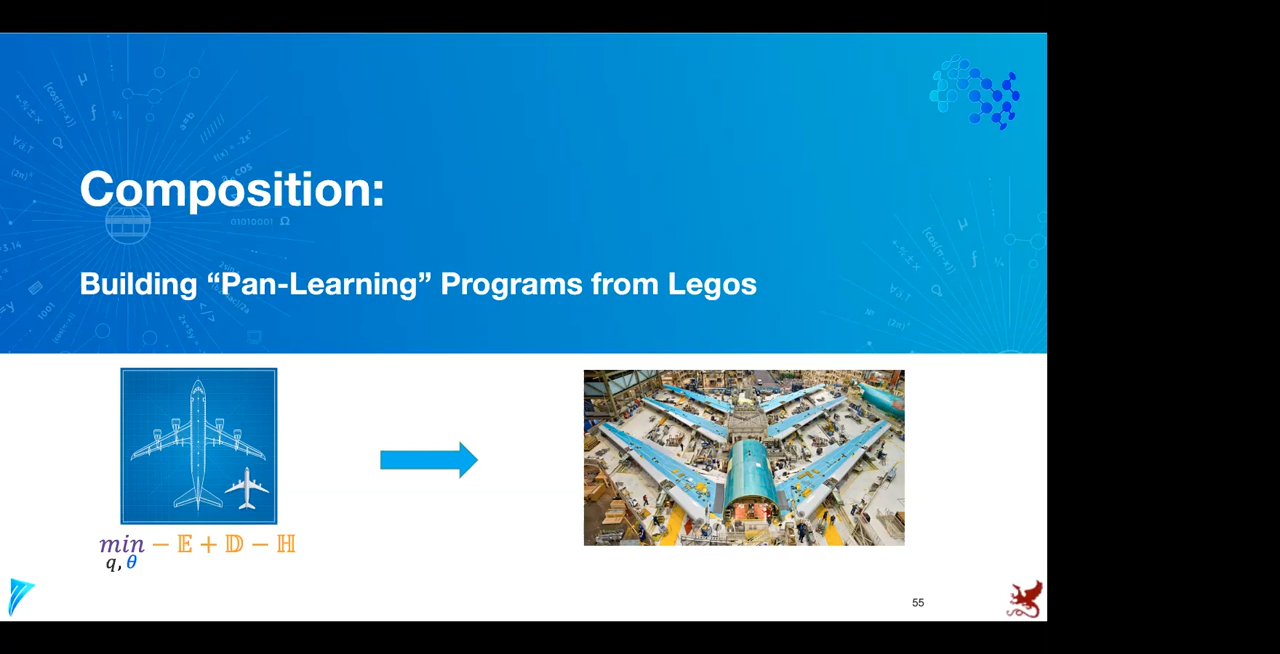 Composition:
Building “Pan-Learning” Programs from Legos
min − 𝔼 + 𝔻 − ℍ
q, θ
55